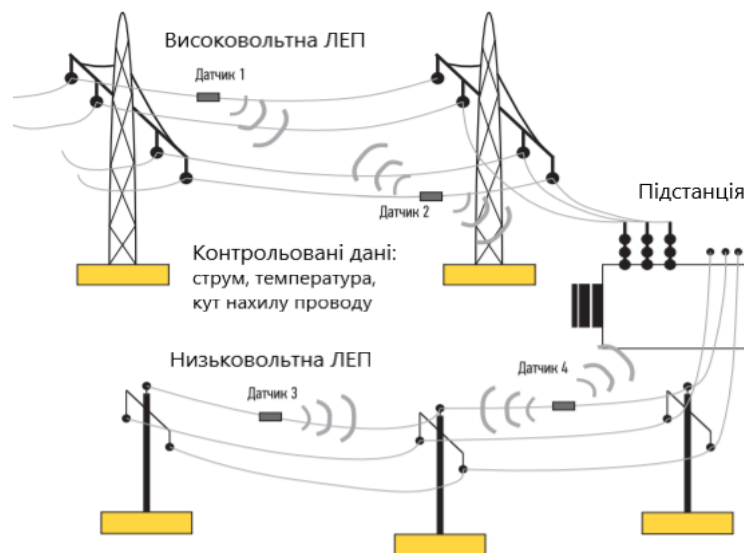 Високовольтна ЛЕП
Датчик 1
Датчик 2
Підстанція
Контрольовані дані:
струм, температура,
кут нахилу проводу
Низьковольтна ЛЕП
Датчик 3
Датчик 4